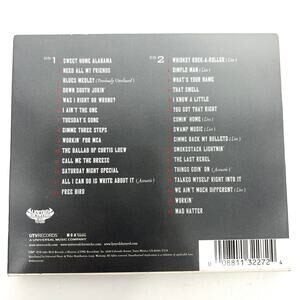 DISC 1
SWEET HOME ALABAMA
NEED ALL MY FRIENDS
BLUES MEDLEY (Previously Unreleased)
DOWN SOUTH JUKIN'
WAS I RIGHT OR WRONG?
I AIN'T THE ONE
TUESDAY'S GONE
GIMME THREE STEPS
WORKIN' FOR MCA
THE BALLAD OF CURTIS LOEW
CALL ME THE BREEZE
SATURDAY NIGHT SPECIAL
ALL I CAN DO IS WRITE ABOUT IT (Acoustic)
FREE BIRD
DISC 2
WHISKEY ROCK-A-ROLLER (Live)
SIMPLE MAN (Live)
WHAT'S YOUR NAME
THAT SMELL
I KNOW A LITTLE
YOU GOT THAT RIGHT
COMIN' HOME (Live)
SWAMP MUSIC (Live)
GIMME BACK MY BULLETS (Live)
SMOKESTACK LIGHTNING
THE LAST REBEL
THINGS GOIN' ON (Acoustic)
TALKED MYSELF RIGHT INTO IT
WE AIN'T MUCH DIFFERENT (Live)
WORKIN'
MAD HATTER
UTV RECORDS
A UNIVERSAL MUSIC COMPANY
0 06811 32272 4